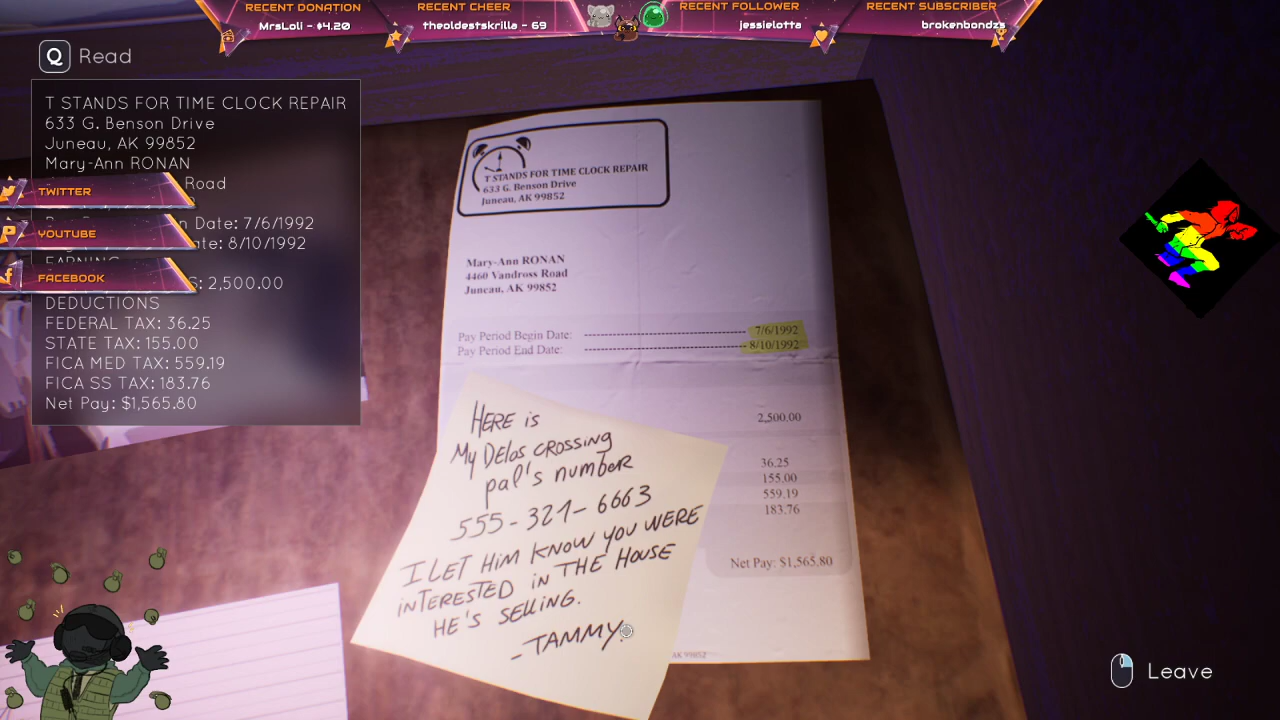 RECENT DONATION
MrsLoli - $4.20
RECENT CHEER
theoldestskrilla - 69
RECENT FOLLOWER
jessielotta
RECENT SUBSCRIBER
brokenbondzs
Q Read
T STANDS FOR TIME CLOCK REPAIR
633 G. Benson Drive
Juneau, AK 99852
Mary-Ann RONAN
Road
TWITTER
Date: 7/6/1992
YOUTUBE
8/10/1992
FACEBOOK
: 2,500.00
DEDUCTIONS
FEDERAL TAX: 36.25
STATE TAX: 155.00
FICA MED TAX: 559.19
FICA SS TAX: 183.76
Net Pay: $1,565.80
T STANDS FOR TIME CLOCK REPAIR
633 G. Benson Drive
Juneau, AK 99852
Mary-Ann RONAN
4460 Vandross Road
Juneau, AK 99852
Pay Period Begin Date: 7/6/1992
Pay Period End Date: 8/10/1992
2,500.00
36.25
155.00
559.19
183.76
Net Pay: $1,565.80
AK 99852
HERE is
My DElos CROSSING
pal's number
555-321-6663
I LET HIM KNOW YOU WERE
INTERESTED IN THE HOUSE
HE'S SELLING.
-TAMMY.
Leave